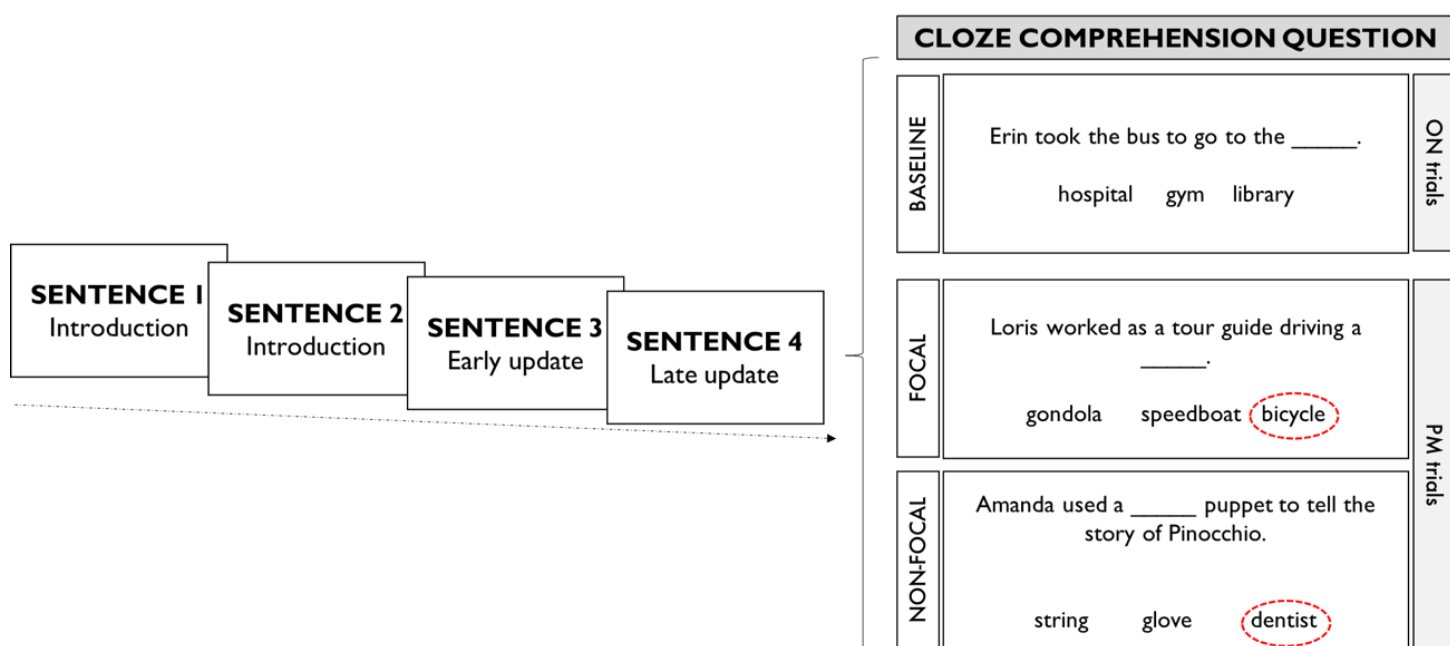 CLOZE COMPREHENSION QUESTION
SENTENCE 1
Introduction
SENTENCE 2
Introduction
SENTENCE 3
Early update
SENTENCE 4
Late update
BASELINE
Erin took the bus to go to the _____.
hospital gym library
ON trials
FOCAL
Loris worked as a tour guide driving a
_____.
gondola speedboat bicycle
PM trials
NON-FOCAL
Amanda used a _____ puppet to tell the
story of Pinocchio.
string glove dentist